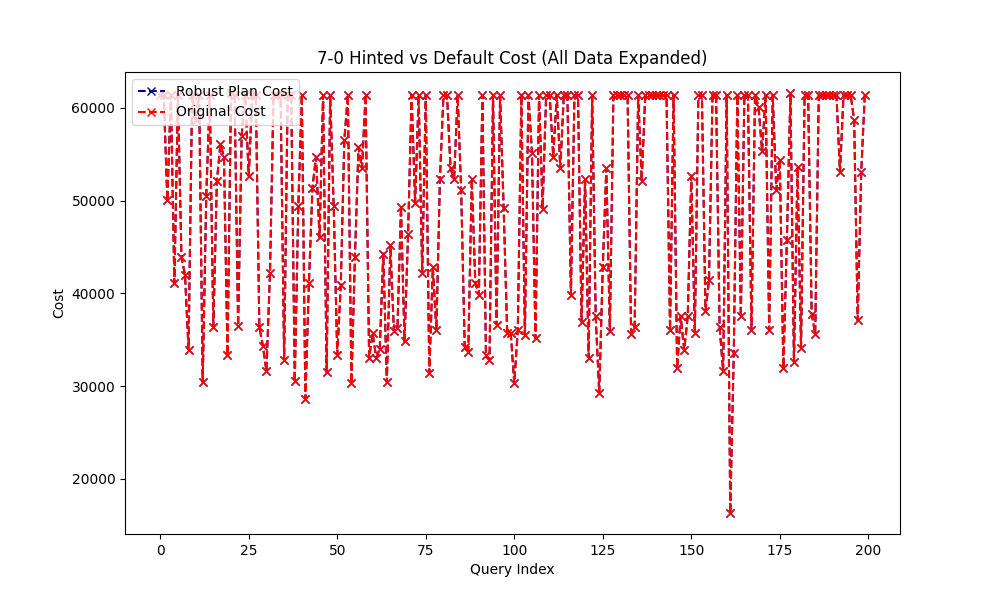 7-0 Hinted vs Default Cost (All Data Expanded)
Robust Plan Cost
Original Cost
60000
50000
40000
30000
20000
Cost
0 25 50 75 100 125 150 175 200
Query Index